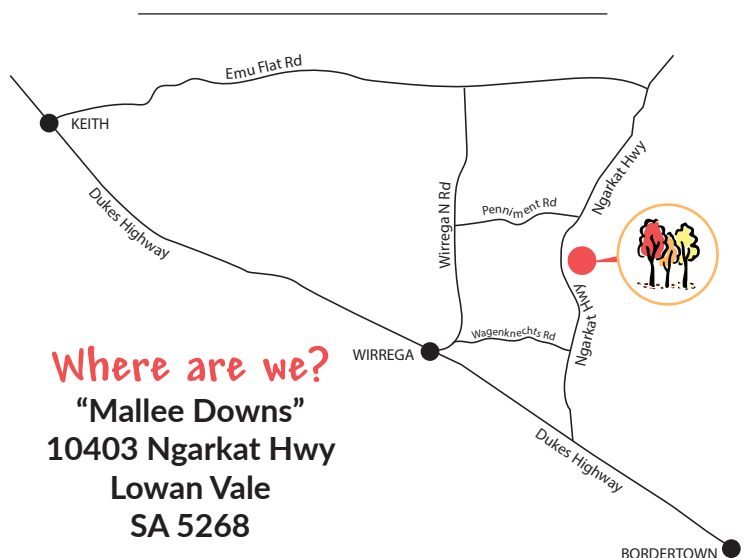 Emu Flat Rd
KEITH
Ngarkat Hwy
Dukes Highway
Wirrega N Rd
Penniment Rd
Ngarkat Hwy
Wagenknechts Rd
WIRREGA
Where are we?
“Mallee Downs”
10403 Ngarkat Hwy
Lowan Vale
SA 5268
Dukes Highway
BORDERTOWN